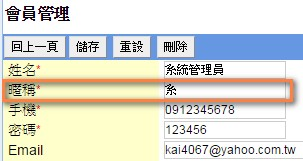 會員管理
回上一頁 儲存 重設 刪除
姓名* 系統管理員
暱稱* 系
手機* 0912345678
密碼* 123456
Email kai4067@yahoo.com.tw